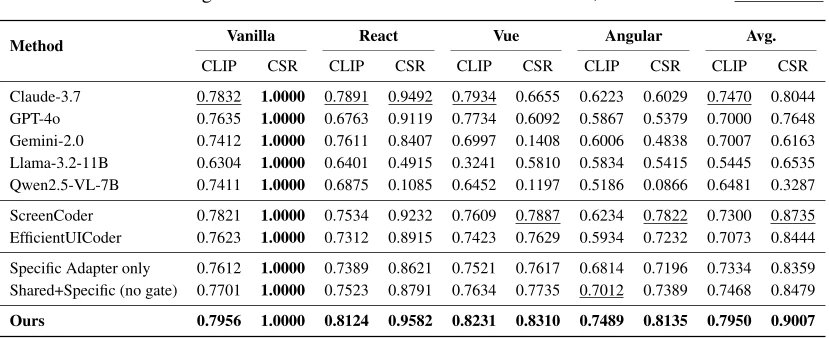 Method Vanilla React Vue Angular Avg.
CLIP CSR CLIP CSR CLIP CSR CLIP CSR CLIP CSR
Claude-3.7 0.7832 1.0000 0.7891 0.9492 0.7934 0.6655 0.6223 0.6029 0.7470 0.8044
GPT-4o 0.7635 1.0000 0.6763 0.9119 0.7734 0.6092 0.5867 0.5379 0.7000 0.7648
Gemini-2.0 0.7412 1.0000 0.7611 0.8407 0.6997 0.1408 0.6006 0.4838 0.7007 0.6163
Llama-3.2-11B 0.6304 1.0000 0.6401 0.4915 0.3241 0.5810 0.5834 0.5415 0.5445 0.6535
Qwen2.5-VL-7B 0.7411 1.0000 0.6875 0.1085 0.6452 0.1197 0.5186 0.0866 0.6481 0.3287
ScreenCoder 0.7821 1.0000 0.7534 0.9232 0.7609 0.7887 0.6234 0.7822 0.7300 0.8735
EfficientUICoder 0.7623 1.0000 0.7312 0.8915 0.7423 0.7629 0.5934 0.7232 0.7073 0.8444
Specific Adapter only 0.7612 1.0000 0.7389 0.8621 0.7521 0.7617 0.6814 0.7196 0.7334 0.8359
Shared+Specific (no gate) 0.7701 1.0000 0.7523 0.8791 0.7634 0.7735 0.7012 0.7389 0.7468 0.8479
Ours 0.7956 1.0000 0.8124 0.9582 0.8231 0.8310 0.7489 0.8135 0.7950 0.9007